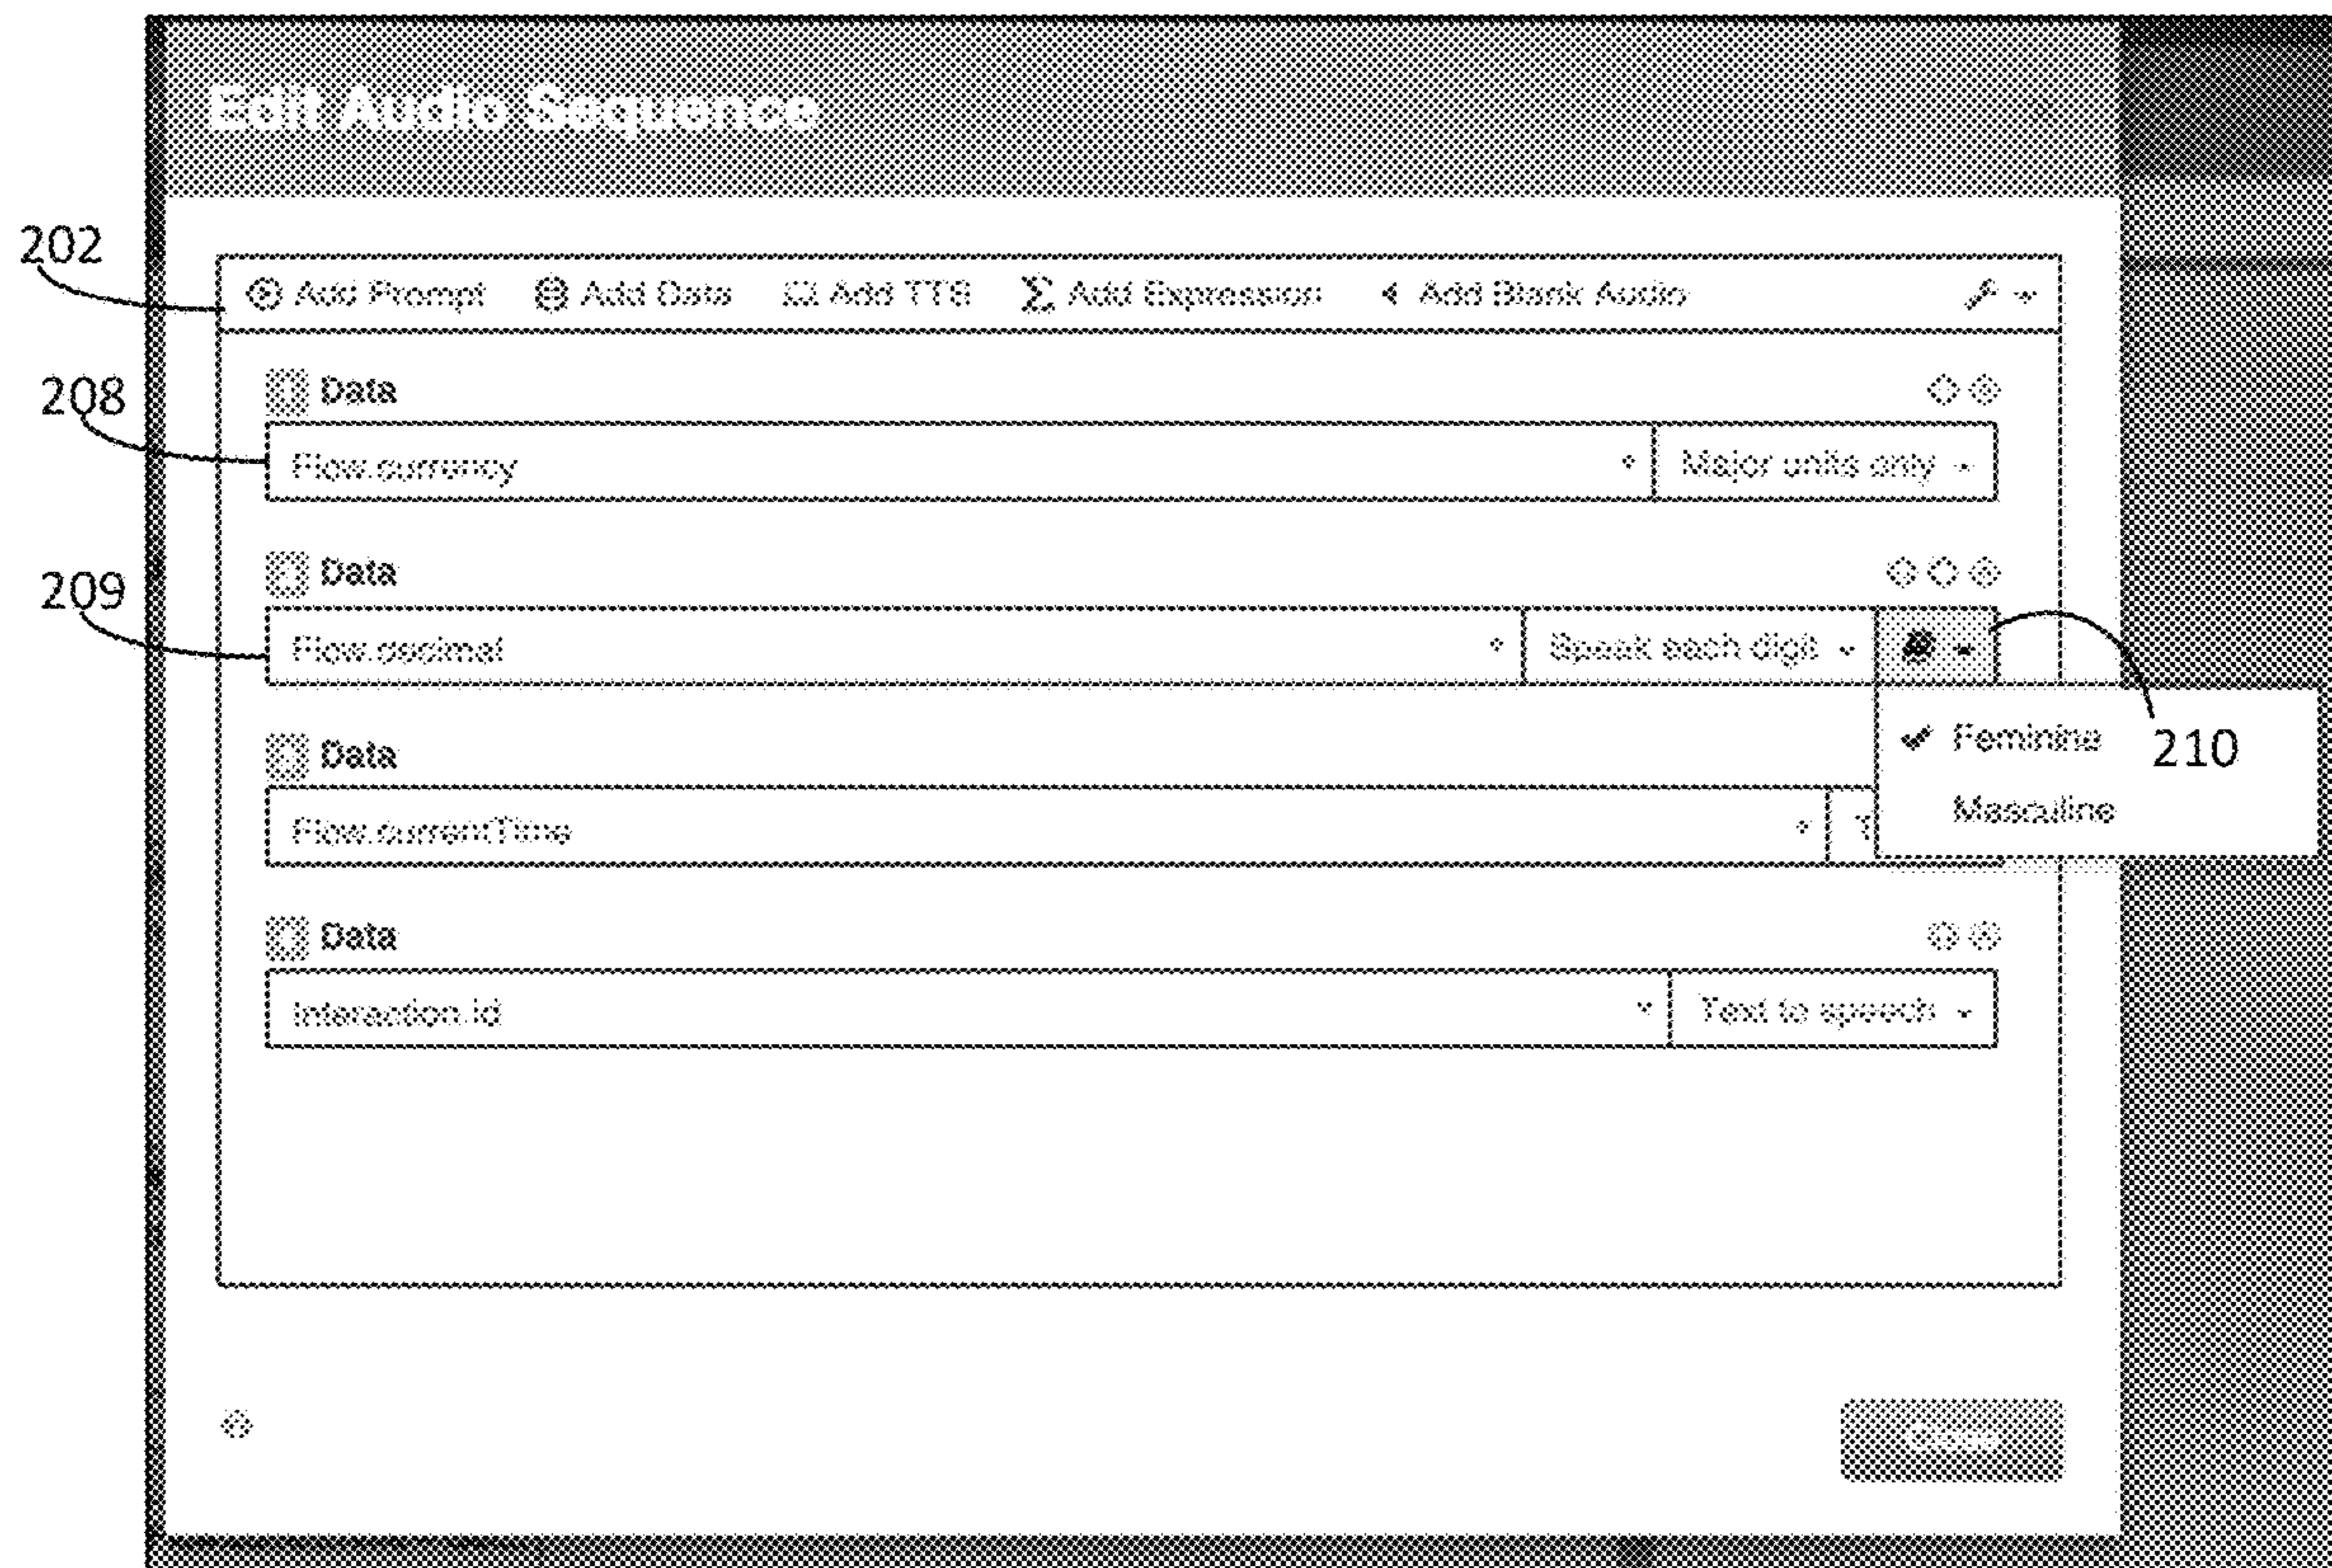 Edit Audio Sequence
202
Add Prompt Add Data Add TTS Add Expression Add Blank Audio
208
Data
Flow.currency Major units only
209
Data
Flow.decimal Speak each digit
210
Feminine
Masculine
Data
Flow.currentTime
Data
Interaction.id Text to speech
Close